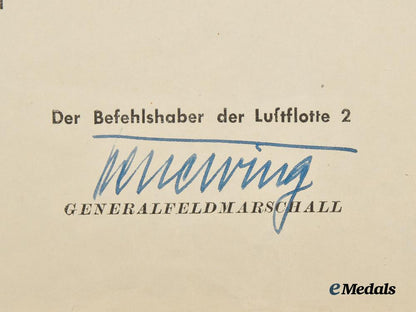 Der Befehlshaber der Luftflotte 2
GENERALFELDMARSCHALL
eMedals